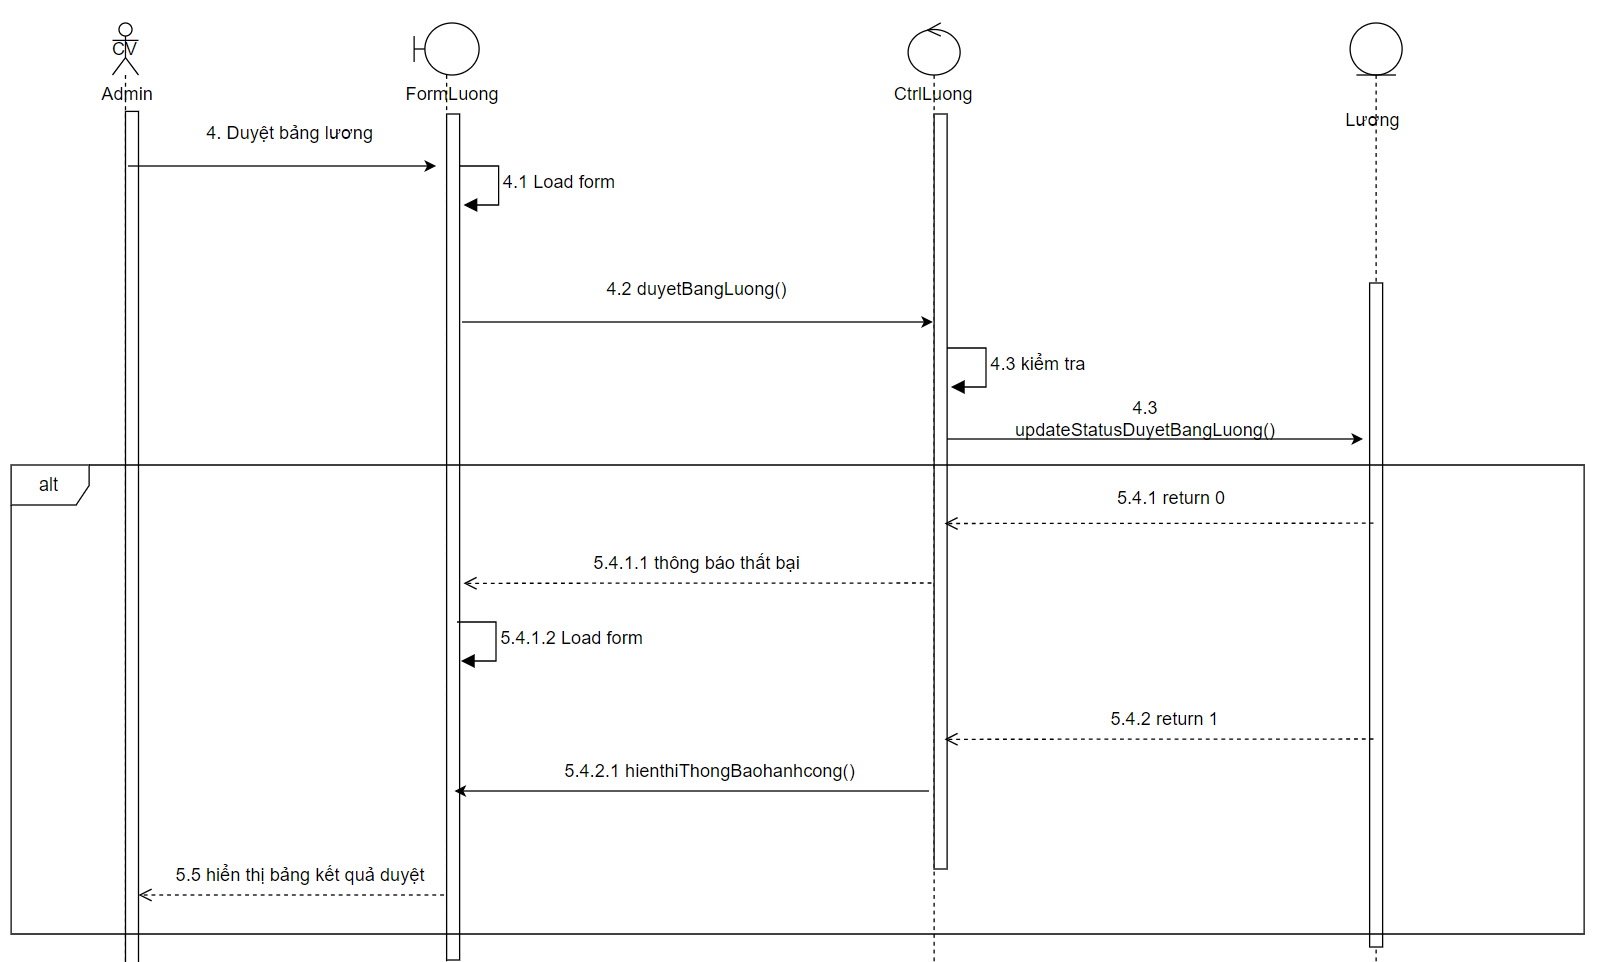 CV
Admin
FormLuong
CtrlLuong
Lương
4. Duyệt bảng lương
4.1 Load form
4.2 duyetBangLuong()
4.3 kiểm tra
4.3
updateStatusDuyetBangLuong()
alt
5.4.1 return 0
5.4.1.1 thông báo thất bại
5.4.1.2 Load form
5.4.2 return 1
5.4.2.1 hienthiThongBaohanhcong()
5.5 hiển thị bảng kết quả duyệt